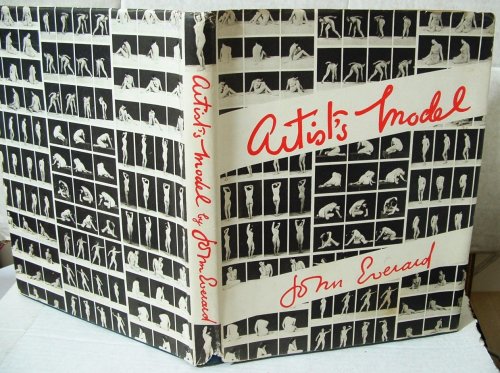 Artist's Model
John Everard
Artist's Model by John Everard